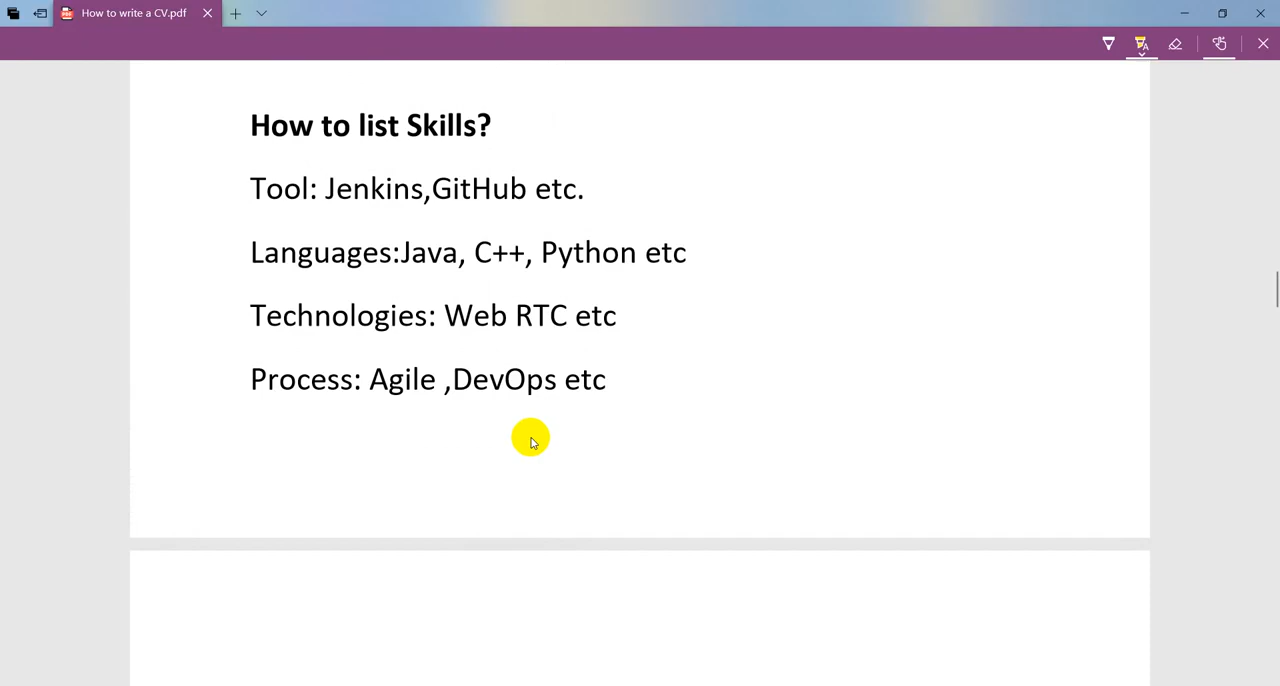 How to write a CV.pdf
How to list Skills?
Tool: Jenkins,GitHub etc.
Languages:Java, C++, Python etc
Technologies: Web RTC etc
Process: Agile ,DevOps etc